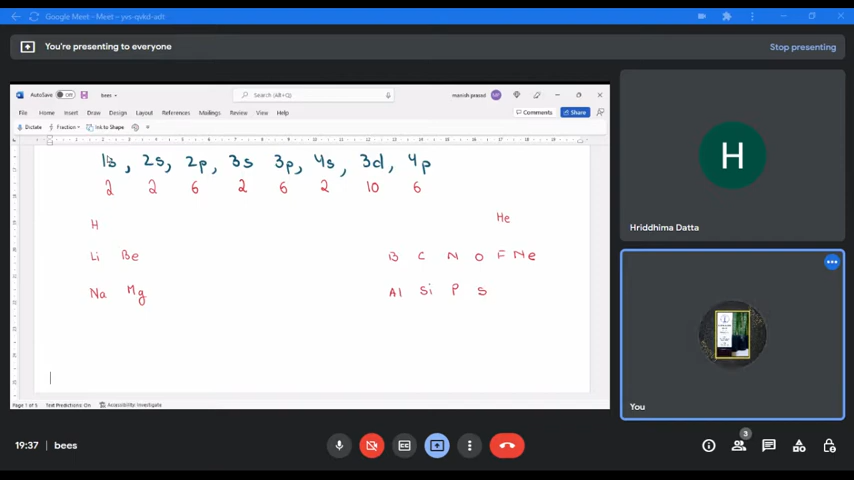 Google Meet - Meet – yvs-qvkd-adt
You're presenting to everyone
Stop presenting
AutoSave Off bees Search (Alt+Q) manish prasad MP
File Home Insert Draw Design Layout References Mailings Review View Help Comments Share
Dictate Fraction Ink to Shape
1s, 2s, 2p, 3s 3p, 4s, 3d, 4p
2 2 6 2 6 2 10 6
H He
Li Be B C N O F Ne
Na Mg Al Si P S
Page 1 of 5 Text Predictions: On Accessibility: Investigate
H
Hriddhima Datta
You
19:37 bees
3